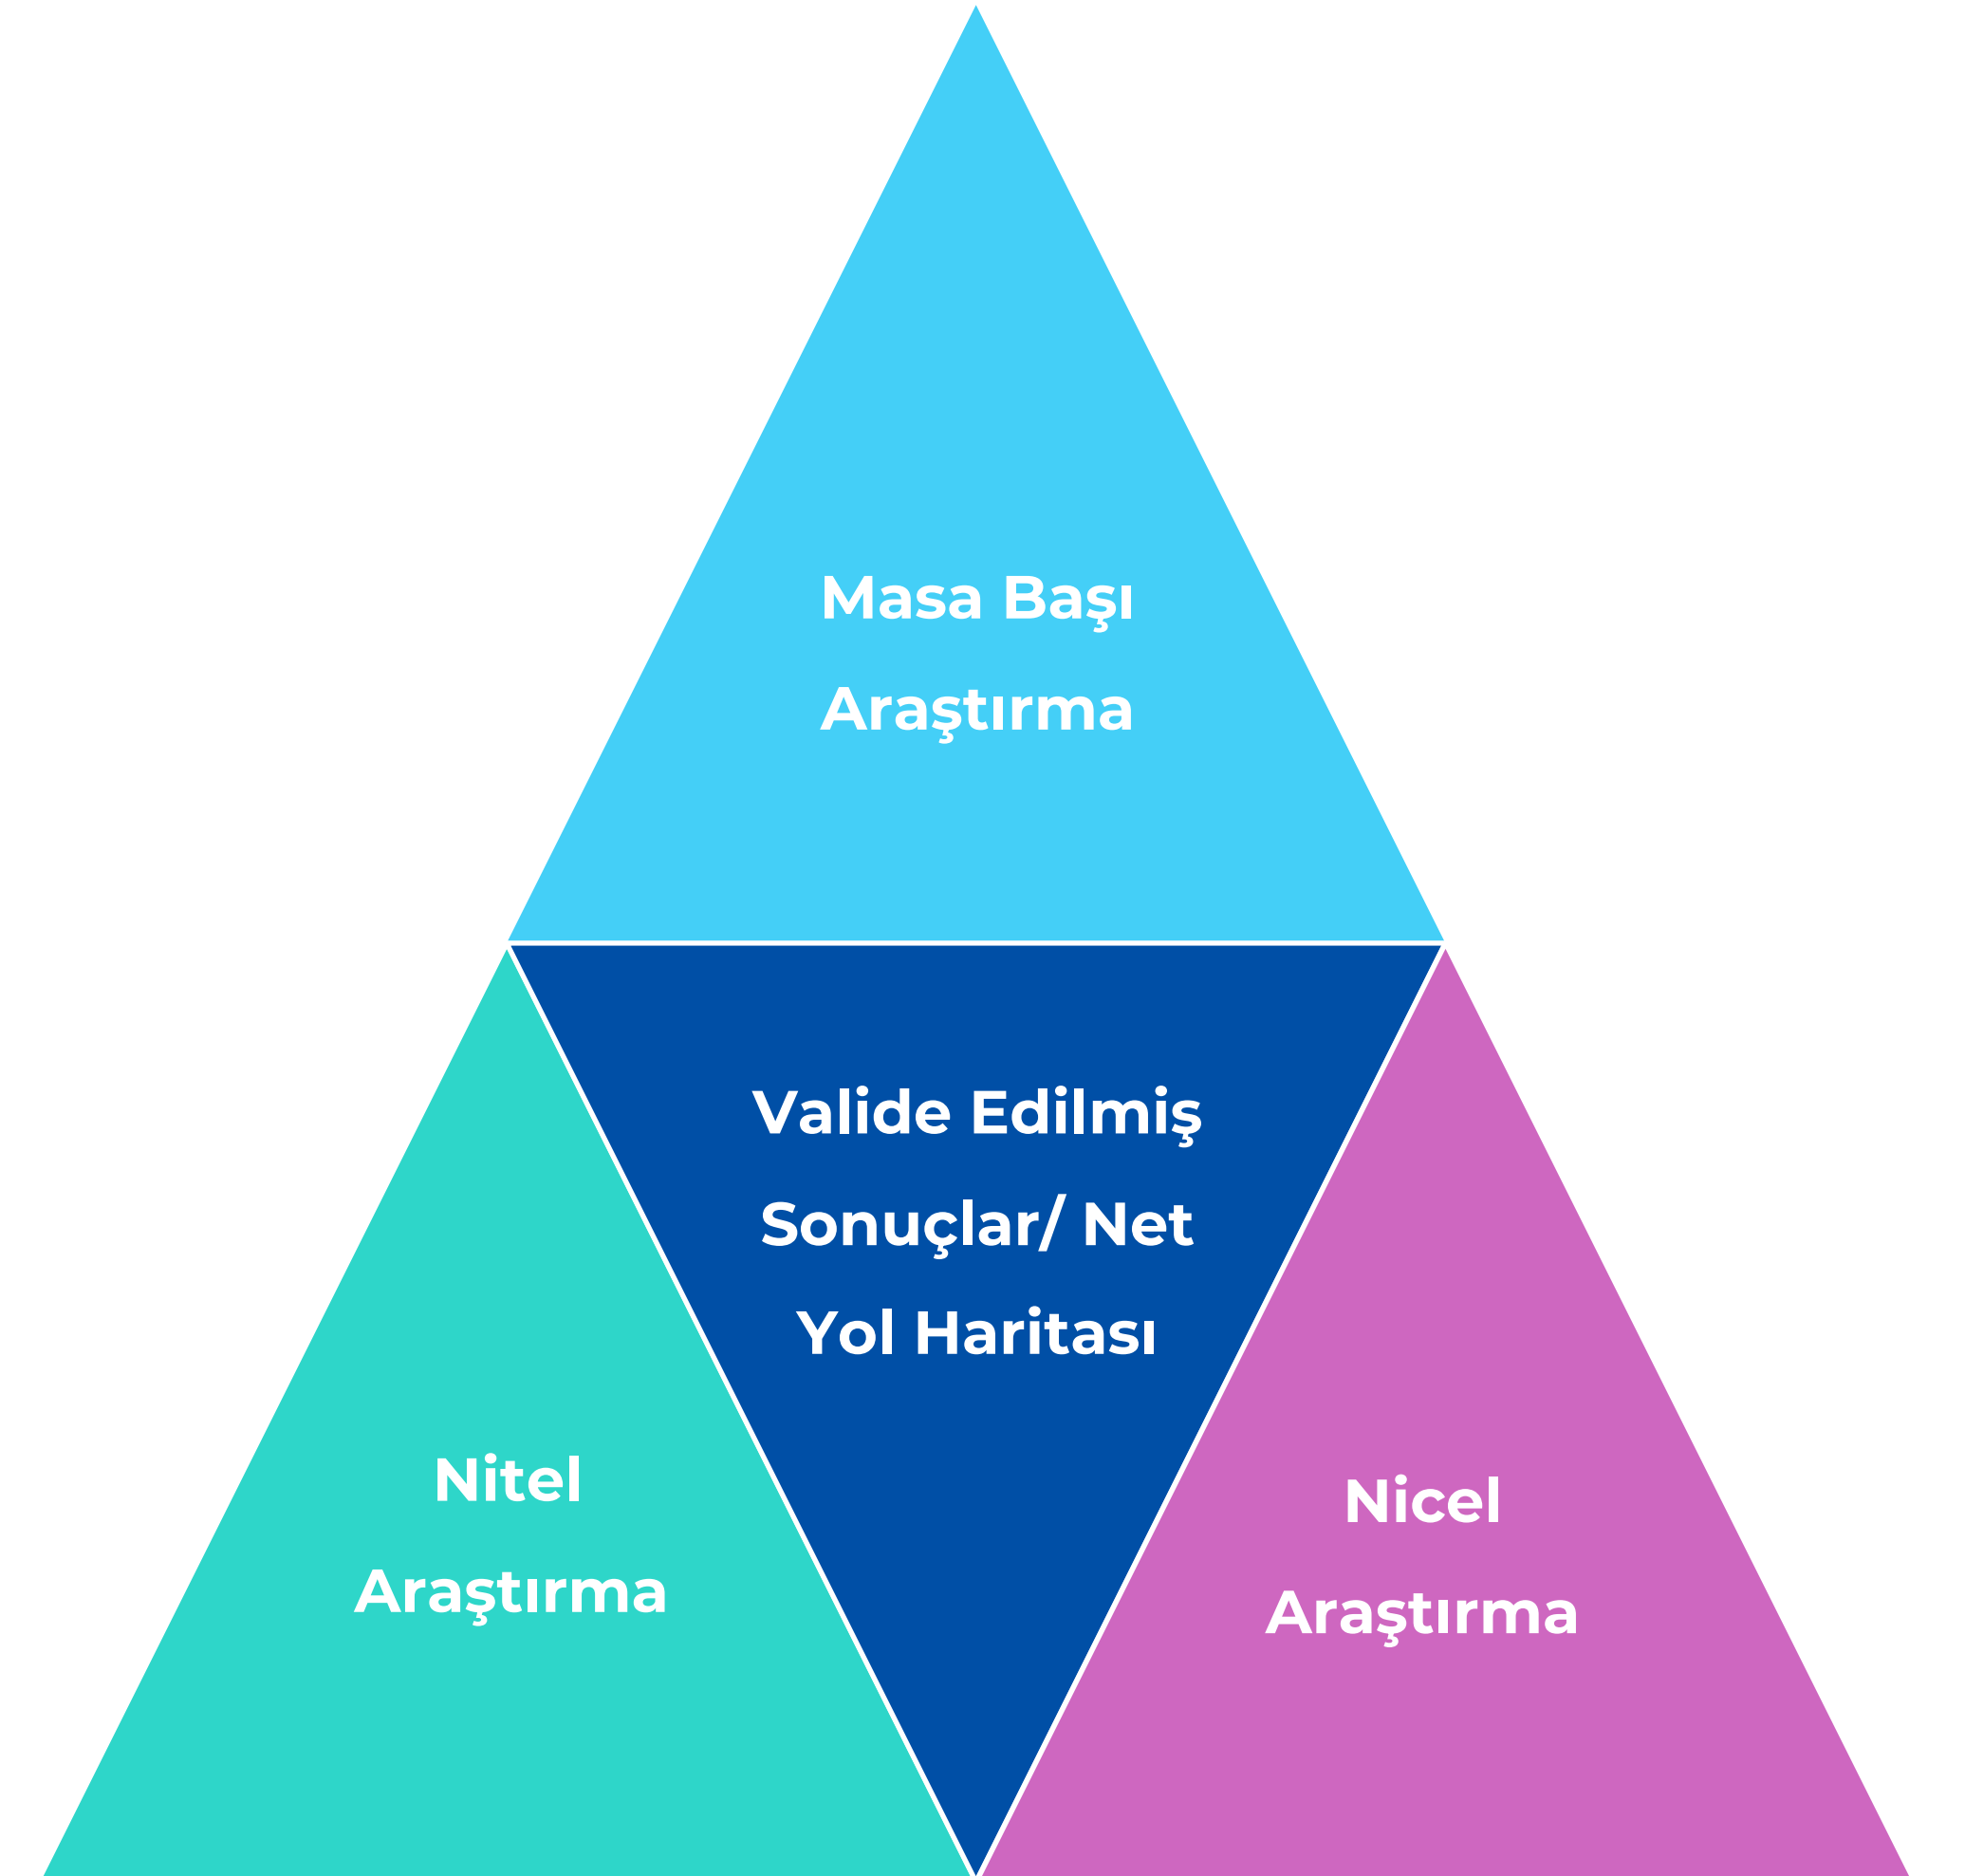 Masa Başı
Araştırma
Valide Edilmiş
Sonuçlar/ Net
Yol Haritası
Nitel
Araştırma
Nicel
Araştırma